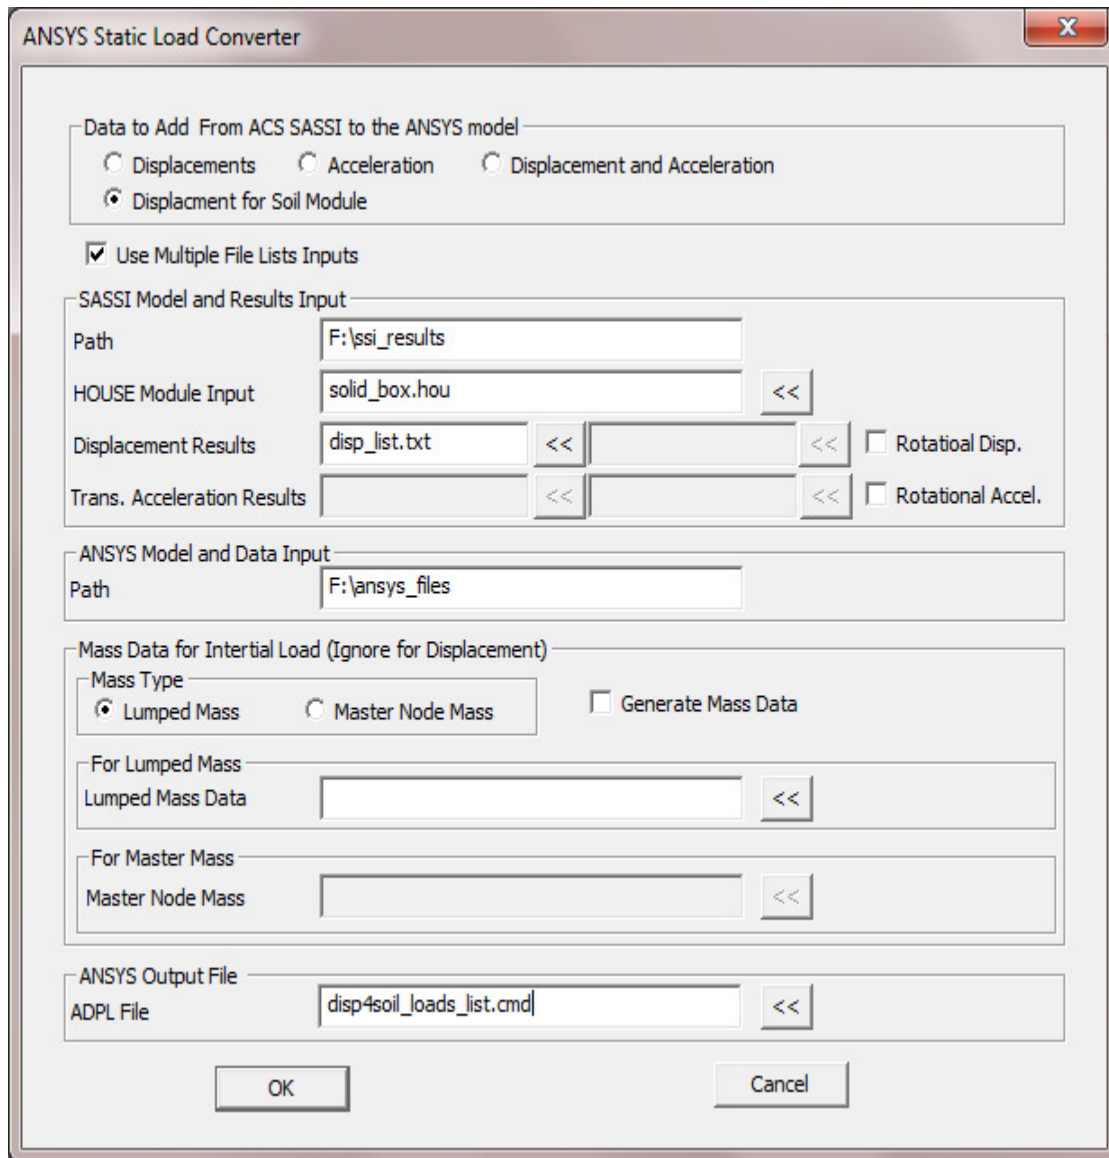 ANSYS Static Load Converter
x
Data to Add From ACS SASSI to the ANSYS model
Displacements Acceleration Displacement and Acceleration
Displacment for Soil Module
Use Multiple File Lists Inputs
SASSI Model and Results Input
Path F:\ssi_results
HOUSE Module Input solid_box.hou <<
Displacement Results disp_list.txt << << Rotatioal Disp.
Trans. Acceleration Results << << Rotational Accel.
ANSYS Model and Data Input
Path F:\ansys_files
Mass Data for Intertial Load (Ignore for Displacement)
Mass Type
Lumped Mass Master Node Mass Generate Mass Data
For Lumped Mass
Lumped Mass Data <<
For Master Mass
Master Node Mass <<
ANSYS Output File
ADPL File disp4soil_loads_list.cmd <<
OK Cancel